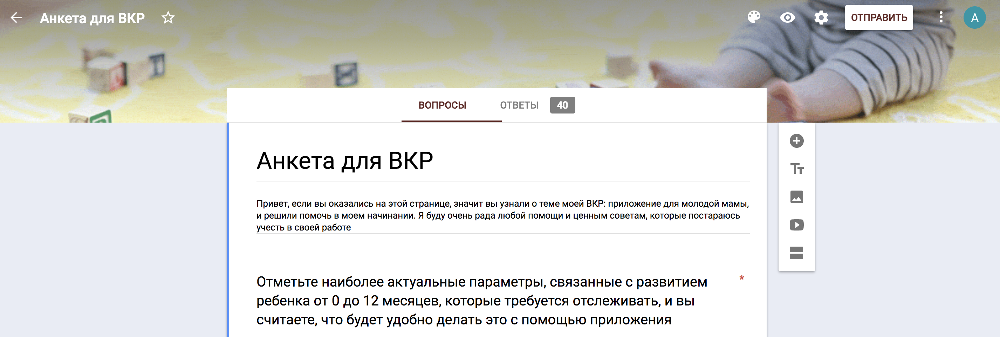 Анкета для ВКР
ОТПРАВИТЬ
A
ВОПРОСЫ
ОТВЕТЫ 40
Анкета для ВКР
Привет, если вы оказались на этой странице, значит вы узнали о теме моей ВКР: приложение для молодой мамы,
и решили помочь в моем начинании. Я буду очень рада любой помощи и ценным советам, которые постараюсь
учесть в своей работе
Отметьте наиболее актуальные параметры, связанные с развитием *
ребенка от 0 до 12 месяцев, которые требуется отслеживать, и вы
считаете, что будет удобно делать это с помощью приложения